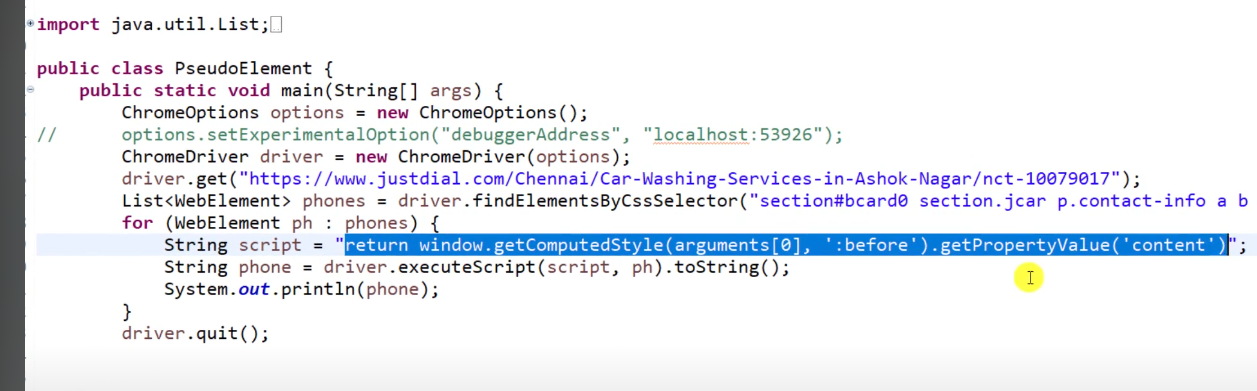 import java.util.List;
public class PseudoElement {
public static void main(String[] args) {
ChromeOptions options = new ChromeOptions();
// options.setExperimentalOption("debuggerAddress", "localhost:53926");
ChromeDriver driver = new ChromeDriver(options);
driver.get("https://www.justdial.com/Chennai/Car-Washing-Services-in-Ashok-Nagar/nct-10079017");
List<WebElement> phones = driver.findElementsByCssSelector("section#bcard0 section.jcar p.contact-info a b
for (WebElement ph : phones) {
String script = "return window.getComputedStyle(arguments[0], ':before').getPropertyValue('content')";
String phone = driver.executeScript(script, ph).toString();
System.out.println(phone);
}
driver.quit();